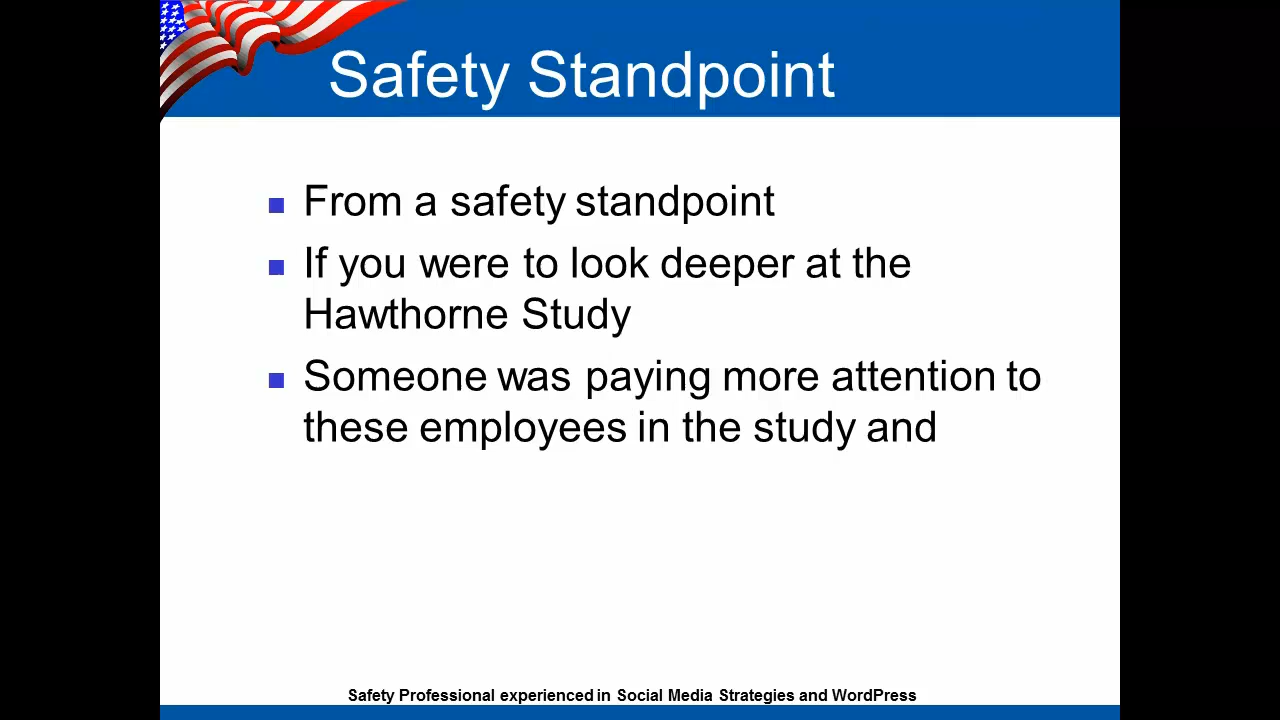 Safety Standpoint
From a safety standpoint
If you were to look deeper at the
Hawthorne Study
Someone was paying more attention to
these employees in the study and
Safety Professional experienced in Social Media Strategies and WordPress